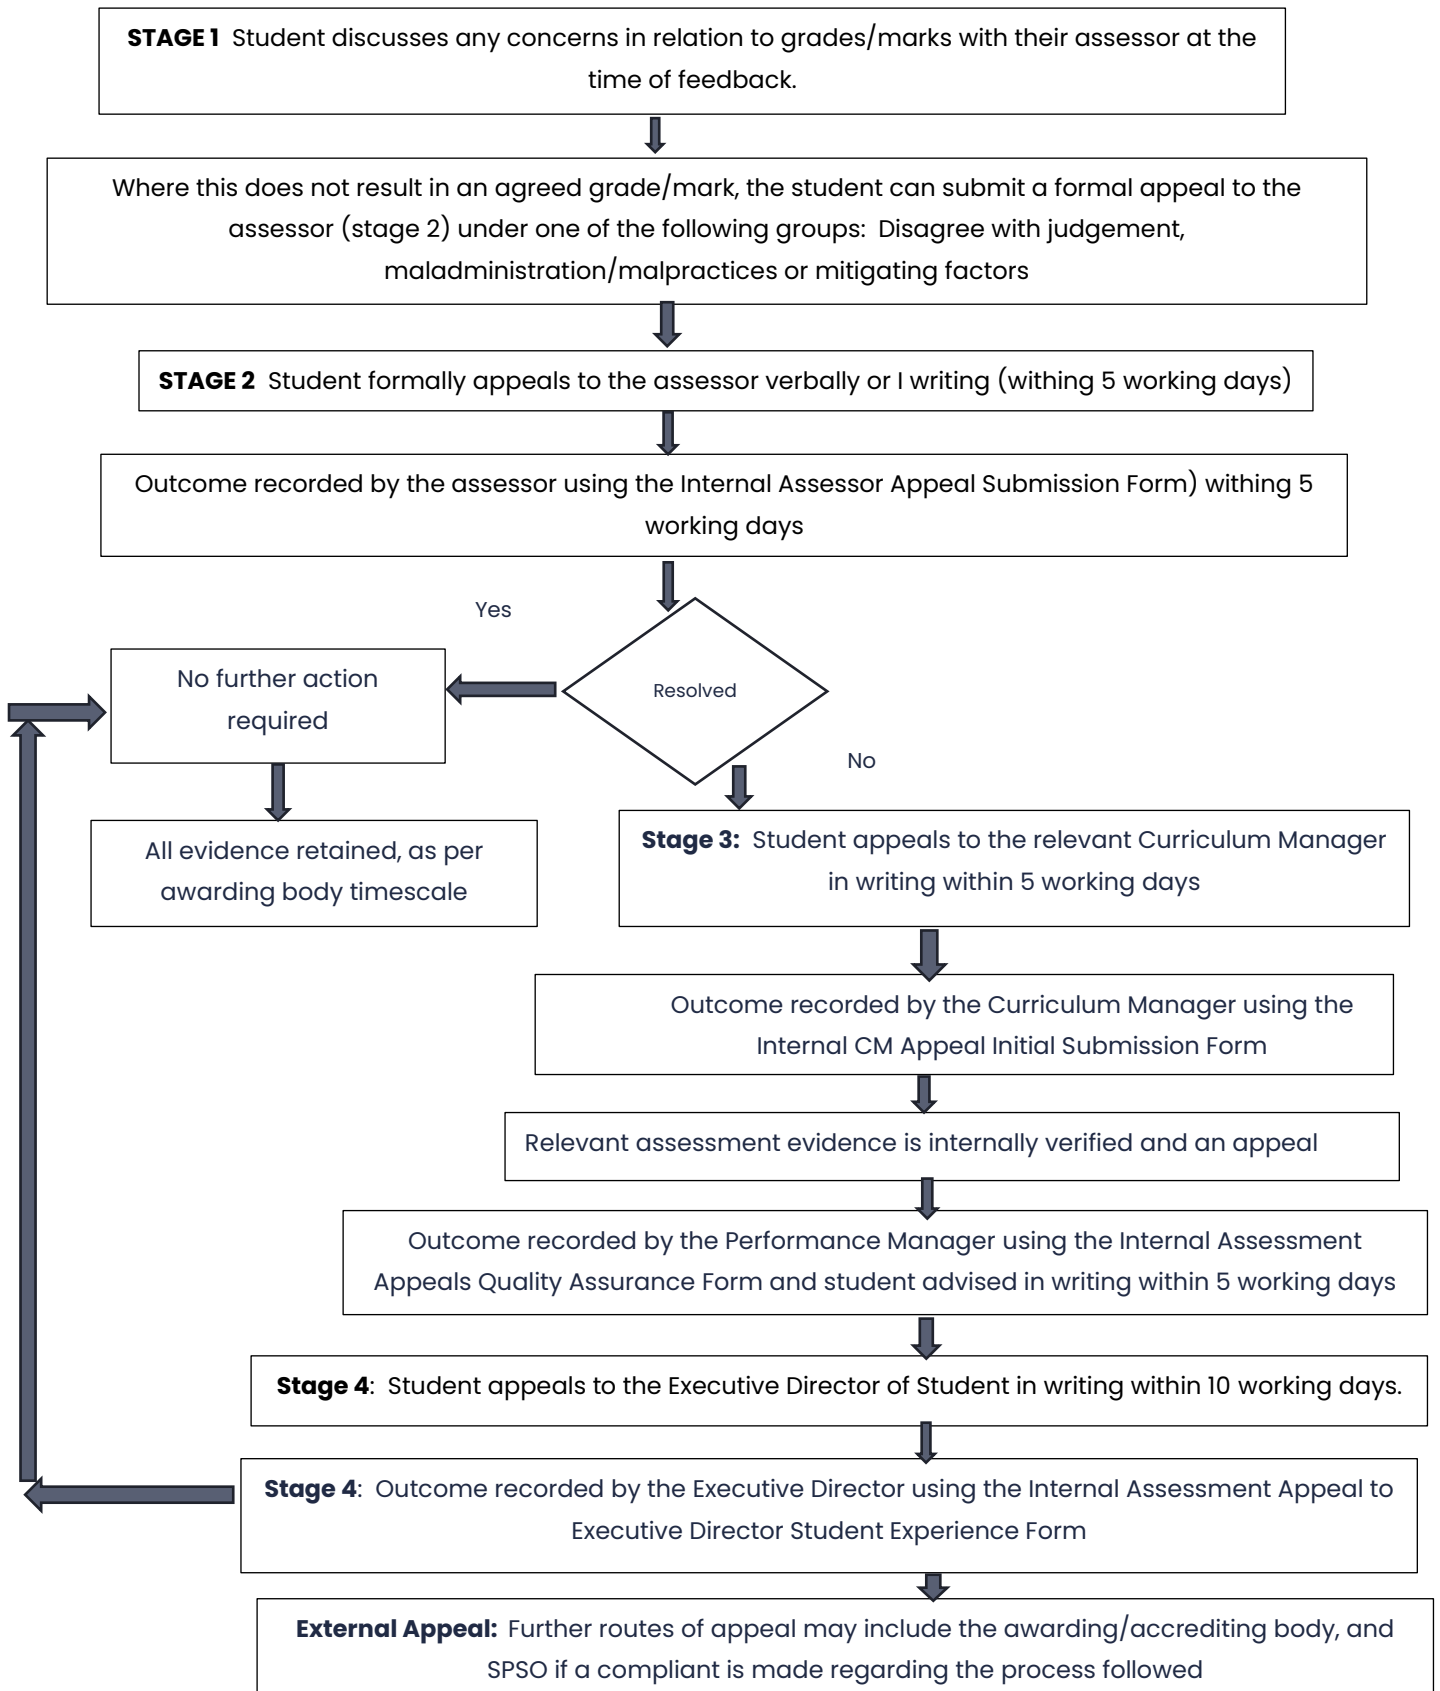 STAGE 1 Student discusses any concerns in relation to grades/marks with their assessor at the
time of feedback.
Where this does not result in an agreed grade/mark, the student can submit a formal appeal to the
assessor (stage 2) under one of the following groups: Disagree with judgement,
maladministration/malpractices or mitigating factors
STAGE 2 Student formally appeals to the assessor verbally or I writing (withing 5 working days)
Outcome recorded by the assessor using the Internal Assessor Appeal Submission Form) withing 5
working days
Yes
Resolved
No further action
required
No
All evidence retained, as per
awarding body timescale
Stage 3: Student appeals to the relevant Curriculum Manager
in writing within 5 working days
Outcome recorded by the Curriculum Manager using the
Internal CM Appeal Initial Submission Form
Relevant assessment evidence is internally verified and an appeal
Outcome recorded by the Performance Manager using the Internal Assessment
Appeals Quality Assurance Form and student advised in writing within 5 working days
Stage 4: Student appeals to the Executive Director of Student in writing within 10 working days.
Stage 4: Outcome recorded by the Executive Director using the Internal Assessment Appeal to
Executive Director Student Experience Form
External Appeal: Further routes of appeal may include the awarding/accrediting body, and
SPSO if a compliant is made regarding the process followed